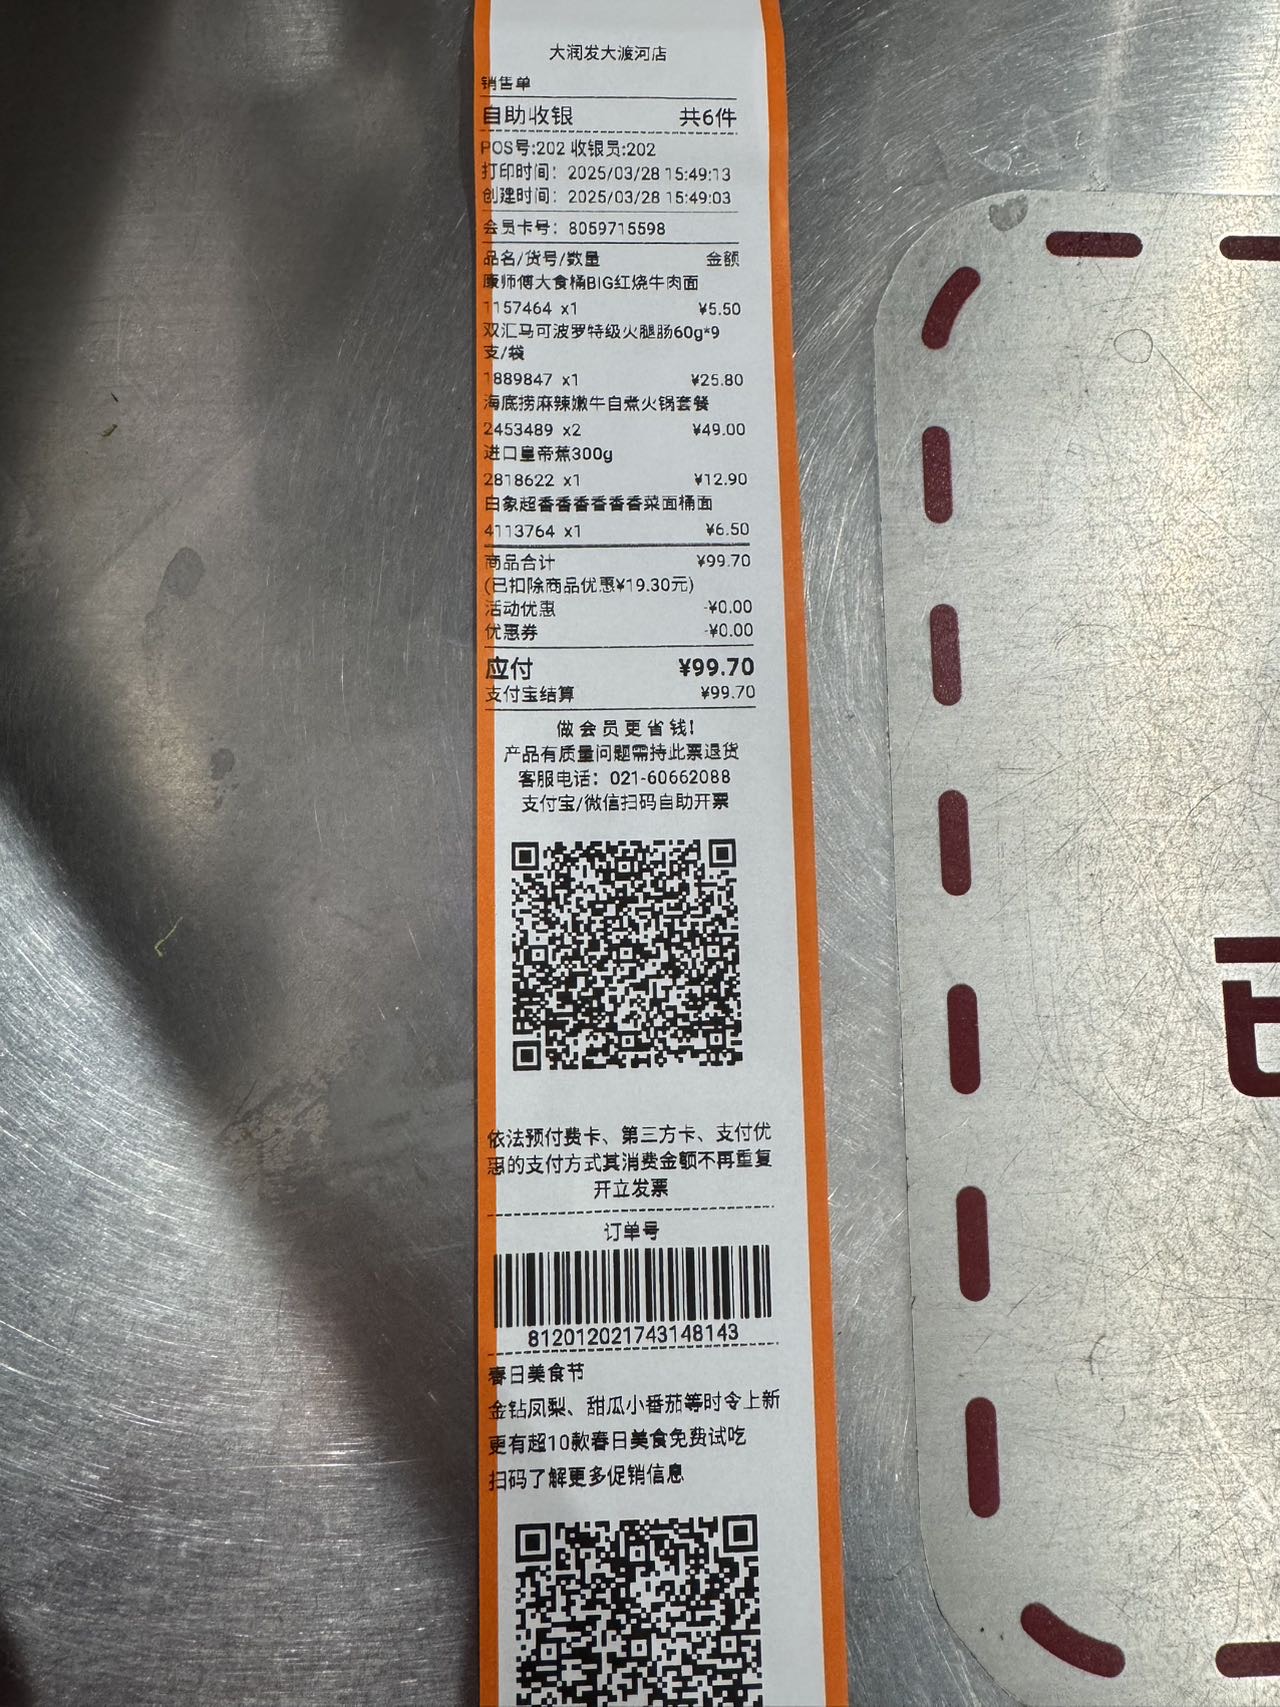 大润发大渡河店
销售单
自助收银 共6件
POS号:202 收银员:202
打印时间: 2025/03/28 15:49:13
创建时间: 2025/03/28 15:49:03
会员卡号: 8059715598
品名/货号/数量 金额
康师傅大食桶BIG红烧牛肉面
1157464 x1 ¥5.50
双汇马可波罗特级火腿肠60g*9
支/袋
1889847 x1 ¥25.80
海底捞麻辣嫩牛自煮火锅套餐
2453489 x2 ¥49.00
进口皇帝蕉300g
2818622 x1 ¥12.90
白象超香香香香香香菜面桶面
4113764 x1 ¥6.50
商品合计 ¥99.70
(已扣除商品优惠¥19.30元)
活动优惠 -¥0.00
优惠券 -¥0.00
应付 ¥99.70
支付宝结算 ¥99.70
做会员更省钱!
产品有质量问题需持此票退货
客服电话: 021-60662088
支付宝/微信扫码自助开票
依法预付费卡、第三方卡、支付优
惠的支付方式其消费金额不再重复
开立发票
订单号
812012021743148143
春日美食节
金钻凤梨、甜瓜小番茄等时令上新
更有超10款春日美食免费试吃
扫码了解更多促销信息